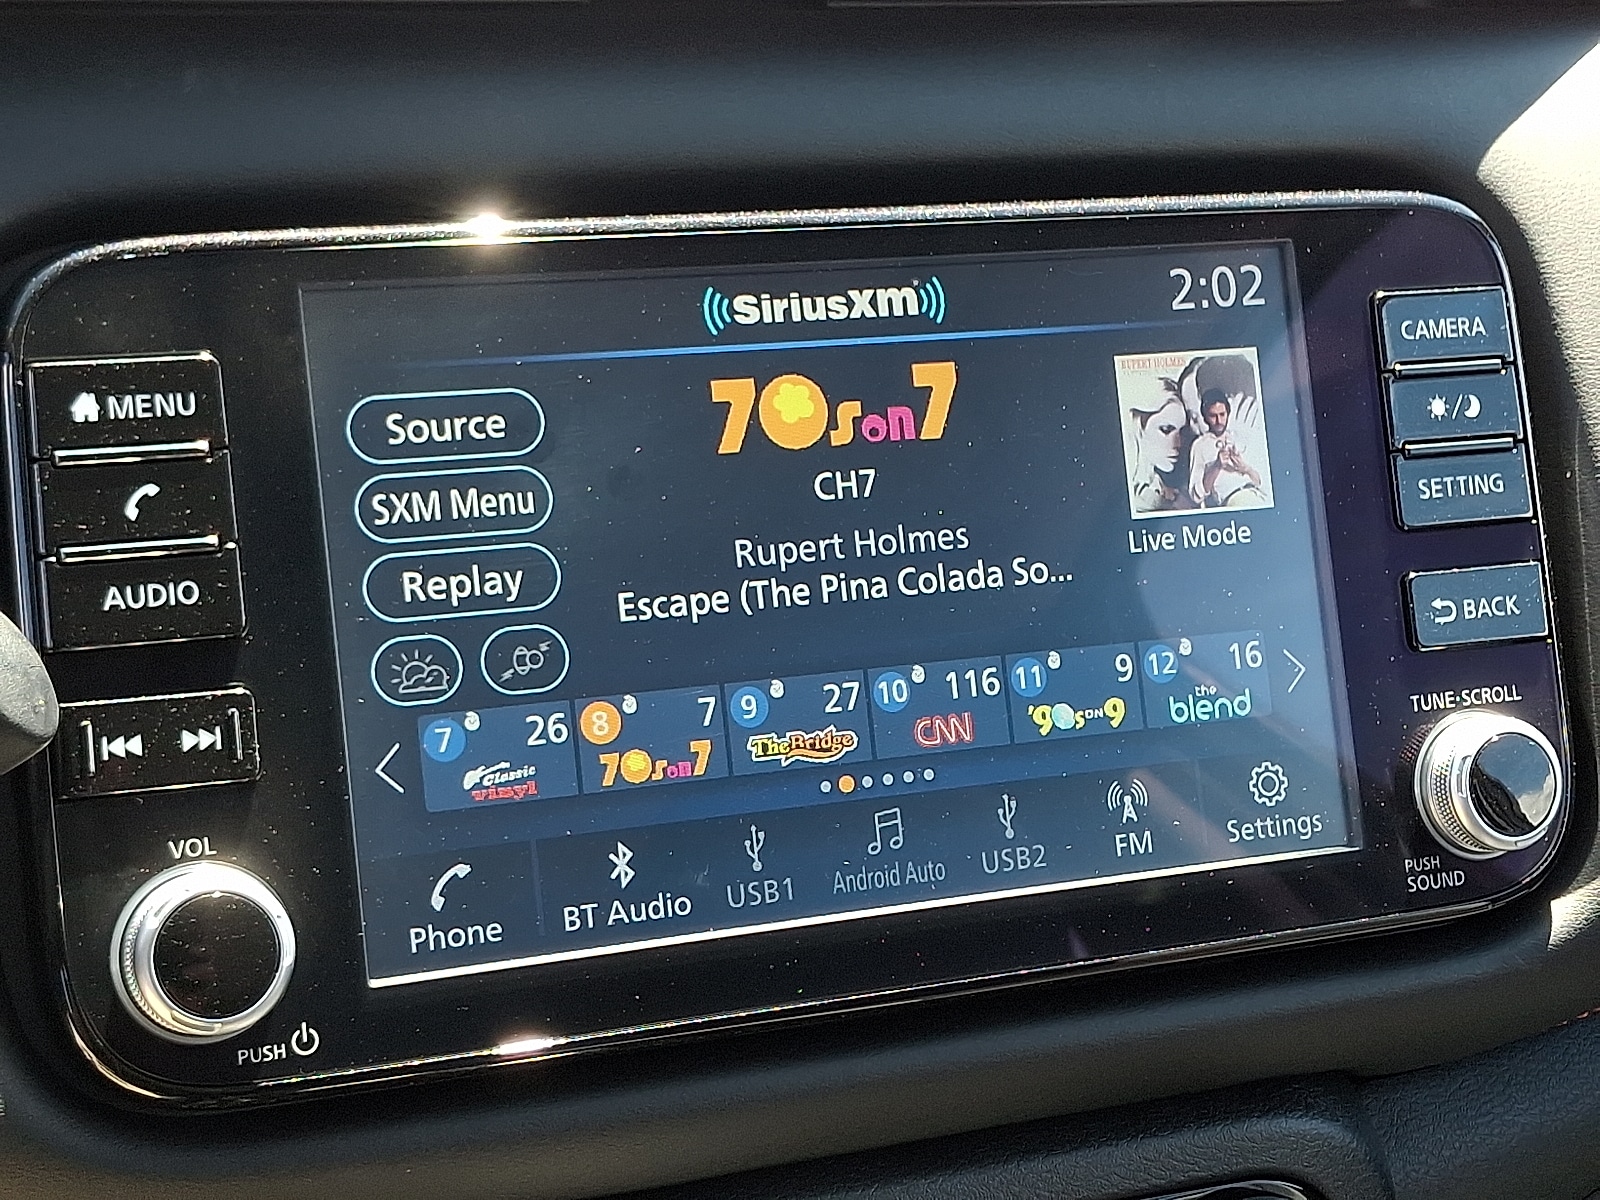 SiriusXM
2:02
MENU
AUDIO
VOL
PUSH
Source
SXM Menu
Replay
70s on 7
CH7
Rupert Holmes
Escape (The Pina Colada So...
RUPERT HOLMES
Live Mode
7 26
Classic Vinyl
8 7
70s on 7
9 27
The Bridge
10 116
CNN
11 9
'90s ON 9
12 16
the blend
Phone
BT Audio
USB1
Android Auto
USB2
FM
Settings
CAMERA
/
SETTING
BACK
TUNE·SCROLL
PUSH
SOUND